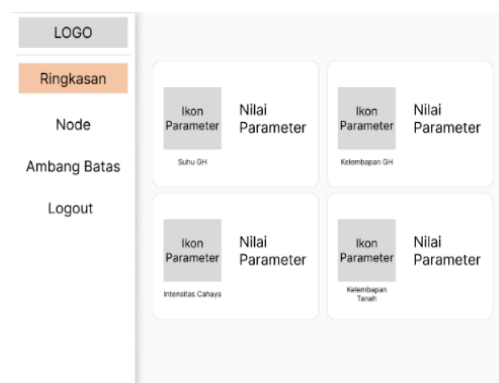 LOGO
Ringkasan
Node
Ambang Batas
Logout
Ikon
Parameter
Nilai
Parameter
Suhu GH
Ikon
Parameter
Nilai
Parameter
Kelembapan GH
Ikon
Parameter
Nilai
Parameter
Intensitas Cahaya
Ikon
Parameter
Nilai
Parameter
Kelembapan
Tanah